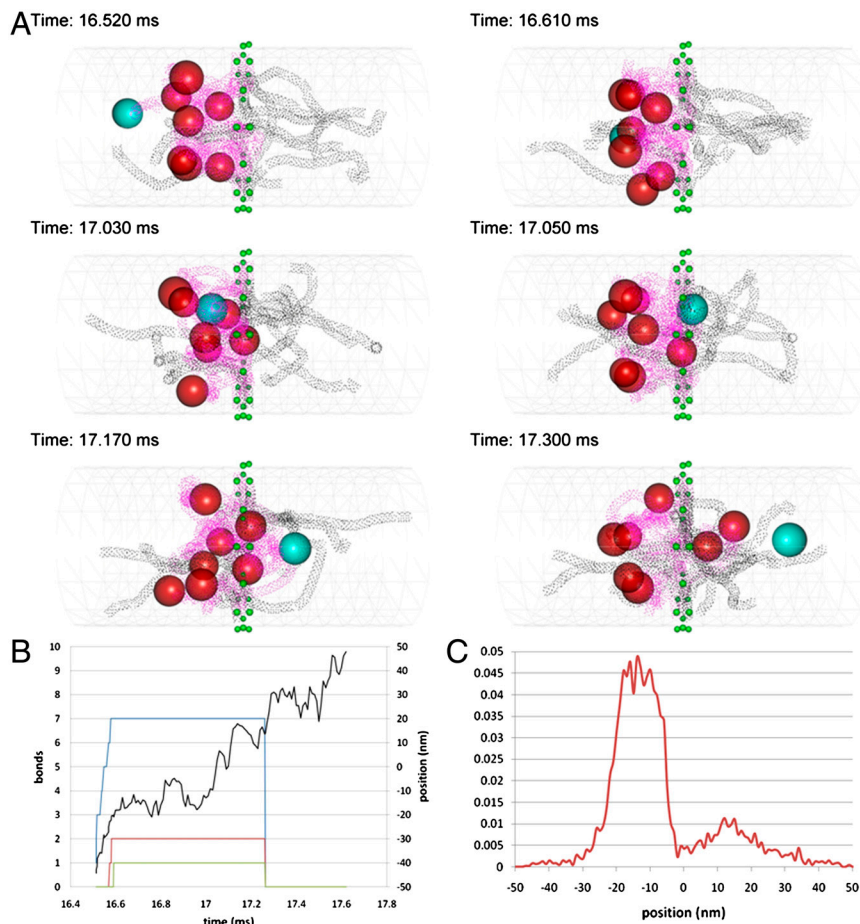 A
Time: 16.520 ms
Time: 16.610 ms
Time: 17.030 ms
Time: 17.050 ms
Time: 17.170 ms
Time: 17.300 ms
B
10
9
8
7
6
5
4
3
2
1
0
bonds
50
40
30
20
10
0
-10
-20
-30
-40
-50
position (nm)
16.4 16.6 16.8 17 17.2 17.4 17.6 17.8
time (ms)
C
0.05
0.045
0.04
0.035
0.03
0.025
0.02
0.015
0.01
0.005
0
-50 -40 -30 -20 -10 0 10 20 30 40 50
position (nm)